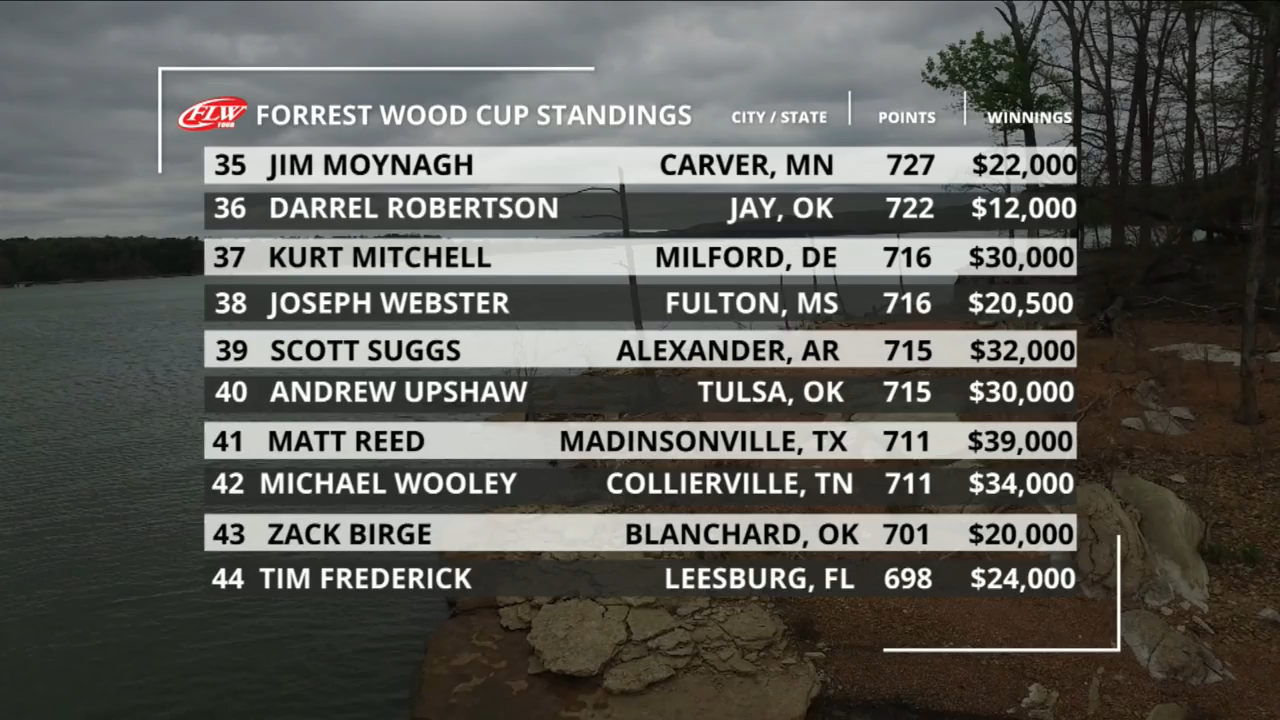 FLW TOUR FORREST WOOD CUP STANDINGS CITY / STATE POINTS WINNINGS
35 JIM MOYNAGH CARVER, MN 727 $22,000
36 DARREL ROBERTSON JAY, OK 722 $12,000
37 KURT MITCHELL MILFORD, DE 716 $30,000
38 JOSEPH WEBSTER FULTON, MS 716 $20,500
39 SCOTT SUGGS ALEXANDER, AR 715 $32,000
40 ANDREW UPSHAW TULSA, OK 715 $30,000
41 MATT REED MADINSONVILLE, TX 711 $39,000
42 MICHAEL WOOLEY COLLIERVILLE, TN 711 $34,000
43 ZACK BIRGE BLANCHARD, OK 701 $20,000
44 TIM FREDERICK LEESBURG, FL 698 $24,000